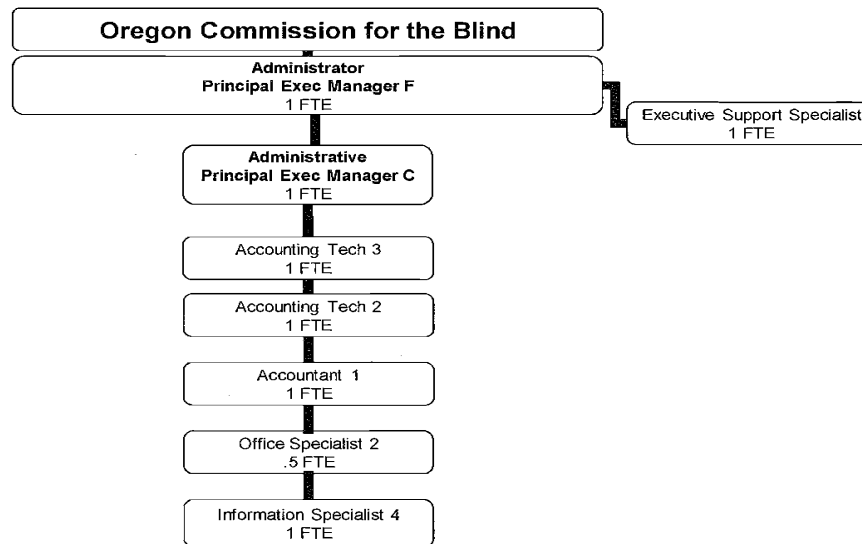 Oregon Commission for the Blind
Administrator
Principal Exec Manager F
1 FTE
Executive Support Specialist
1 FTE
Administrative
Principal Exec Manager C
1 FTE
Accounting Tech 3
1 FTE
Accounting Tech 2
1 FTE
Accountant 1
1 FTE
Office Specialist 2
.5 FTE
Information Specialist 4
1 FTE